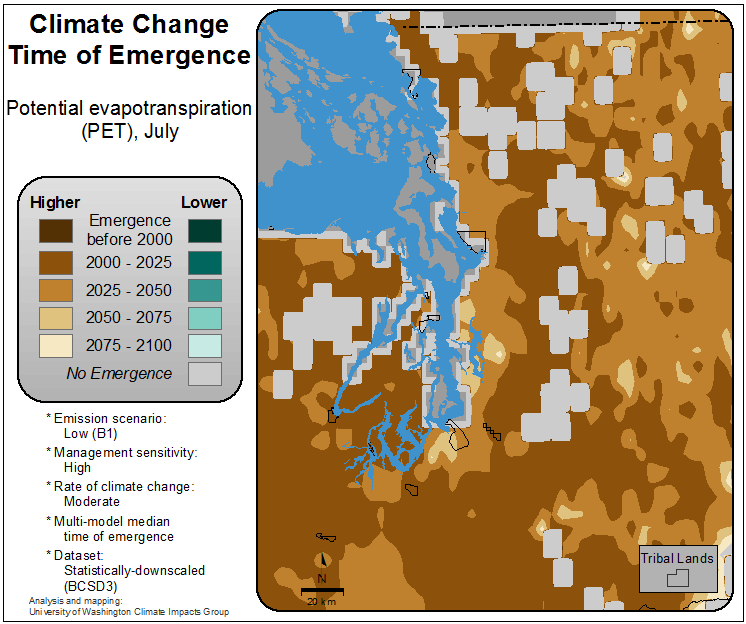 Climate Change
Time of Emergence
Potential evapotranspiration
(PET), July
Higher Lower
Emergence
before 2000
2000 - 2025
2025 - 2050
2050 - 2075
2075 - 2100
No Emergence
* Emission scenario:
Low (B1)
* Management sensitivity:
High
* Rate of climate change:
Moderate
* Multi-model median
time of emergence
* Dataset:
Statistically-downscaled
(BCSD3)
Analysis and mapping:
University of Washington Climate Impacts Group
N
20 km
Tribal Lands